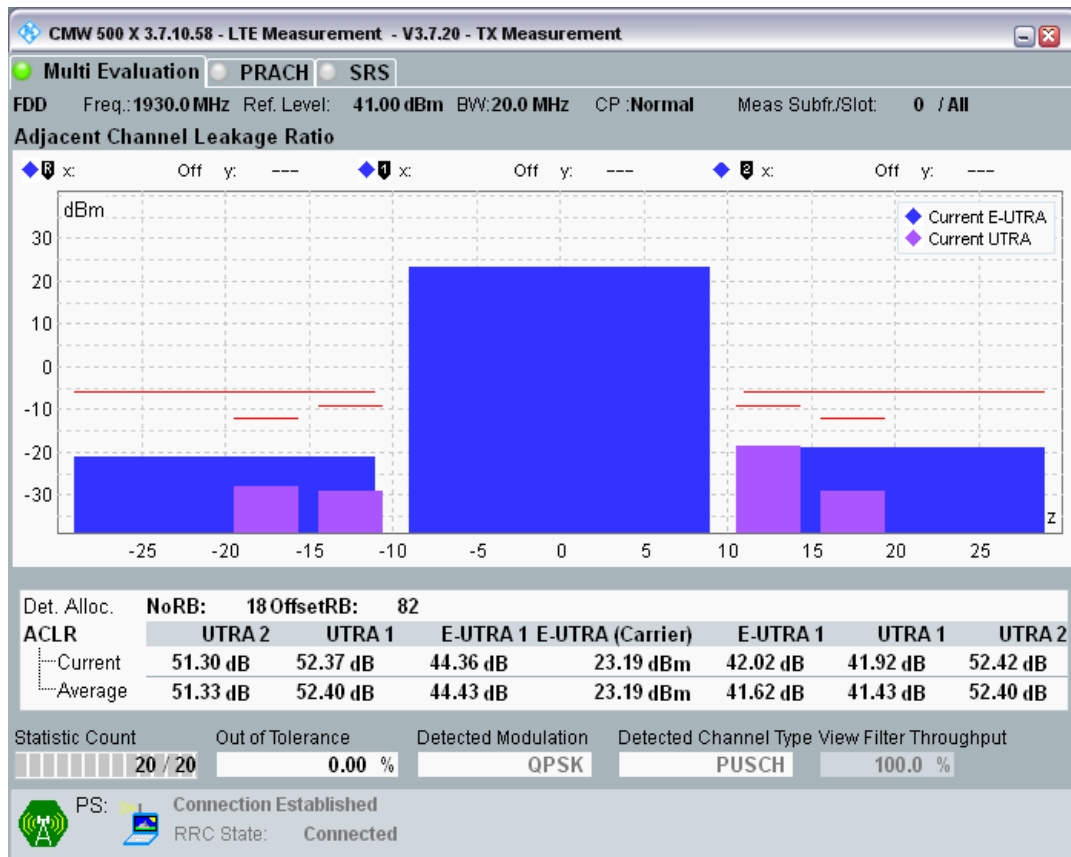 CMW 500 X 3.7.10.58 - LTE Measurement - V3.7.20 - TX Measurement
Multi Evaluation PRACH SRS
FDD Freq.:1930.0 MHz Ref. Level: 41.00 dBm BW:20.0 MHz CP :Normal Meas Subfr./Slot: 0 / All
Adjacent Channel Leakage Ratio
R x: Off y: --- 1 x: Off y: --- 2 x: Off y: ---
dBm
Current E-UTRA
Current UTRA
30
20
10
0
-10
-20
-30
z
-25 -20 -15 -10 -5 0 5 10 15 20 25
Det. Alloc. NoRB: 18 OffsetRB: 82
ACLR UTRA 2 UTRA 1 E-UTRA 1 E-UTRA (Carrier) E-UTRA 1 UTRA 1 UTRA 2
Current 51.30 dB 52.37 dB 44.36 dB 23.19 dBm 42.02 dB 41.92 dB 52.42 dB
Average 51.33 dB 52.40 dB 44.43 dB 23.19 dBm 41.62 dB 41.43 dB 52.40 dB
Statistic Count Out of Tolerance Detected Modulation Detected Channel Type View Filter Throughput
20 / 20 0.00 % QPSK PUSCH 100.0 %
PS: Connection Established
RRC State: Connected